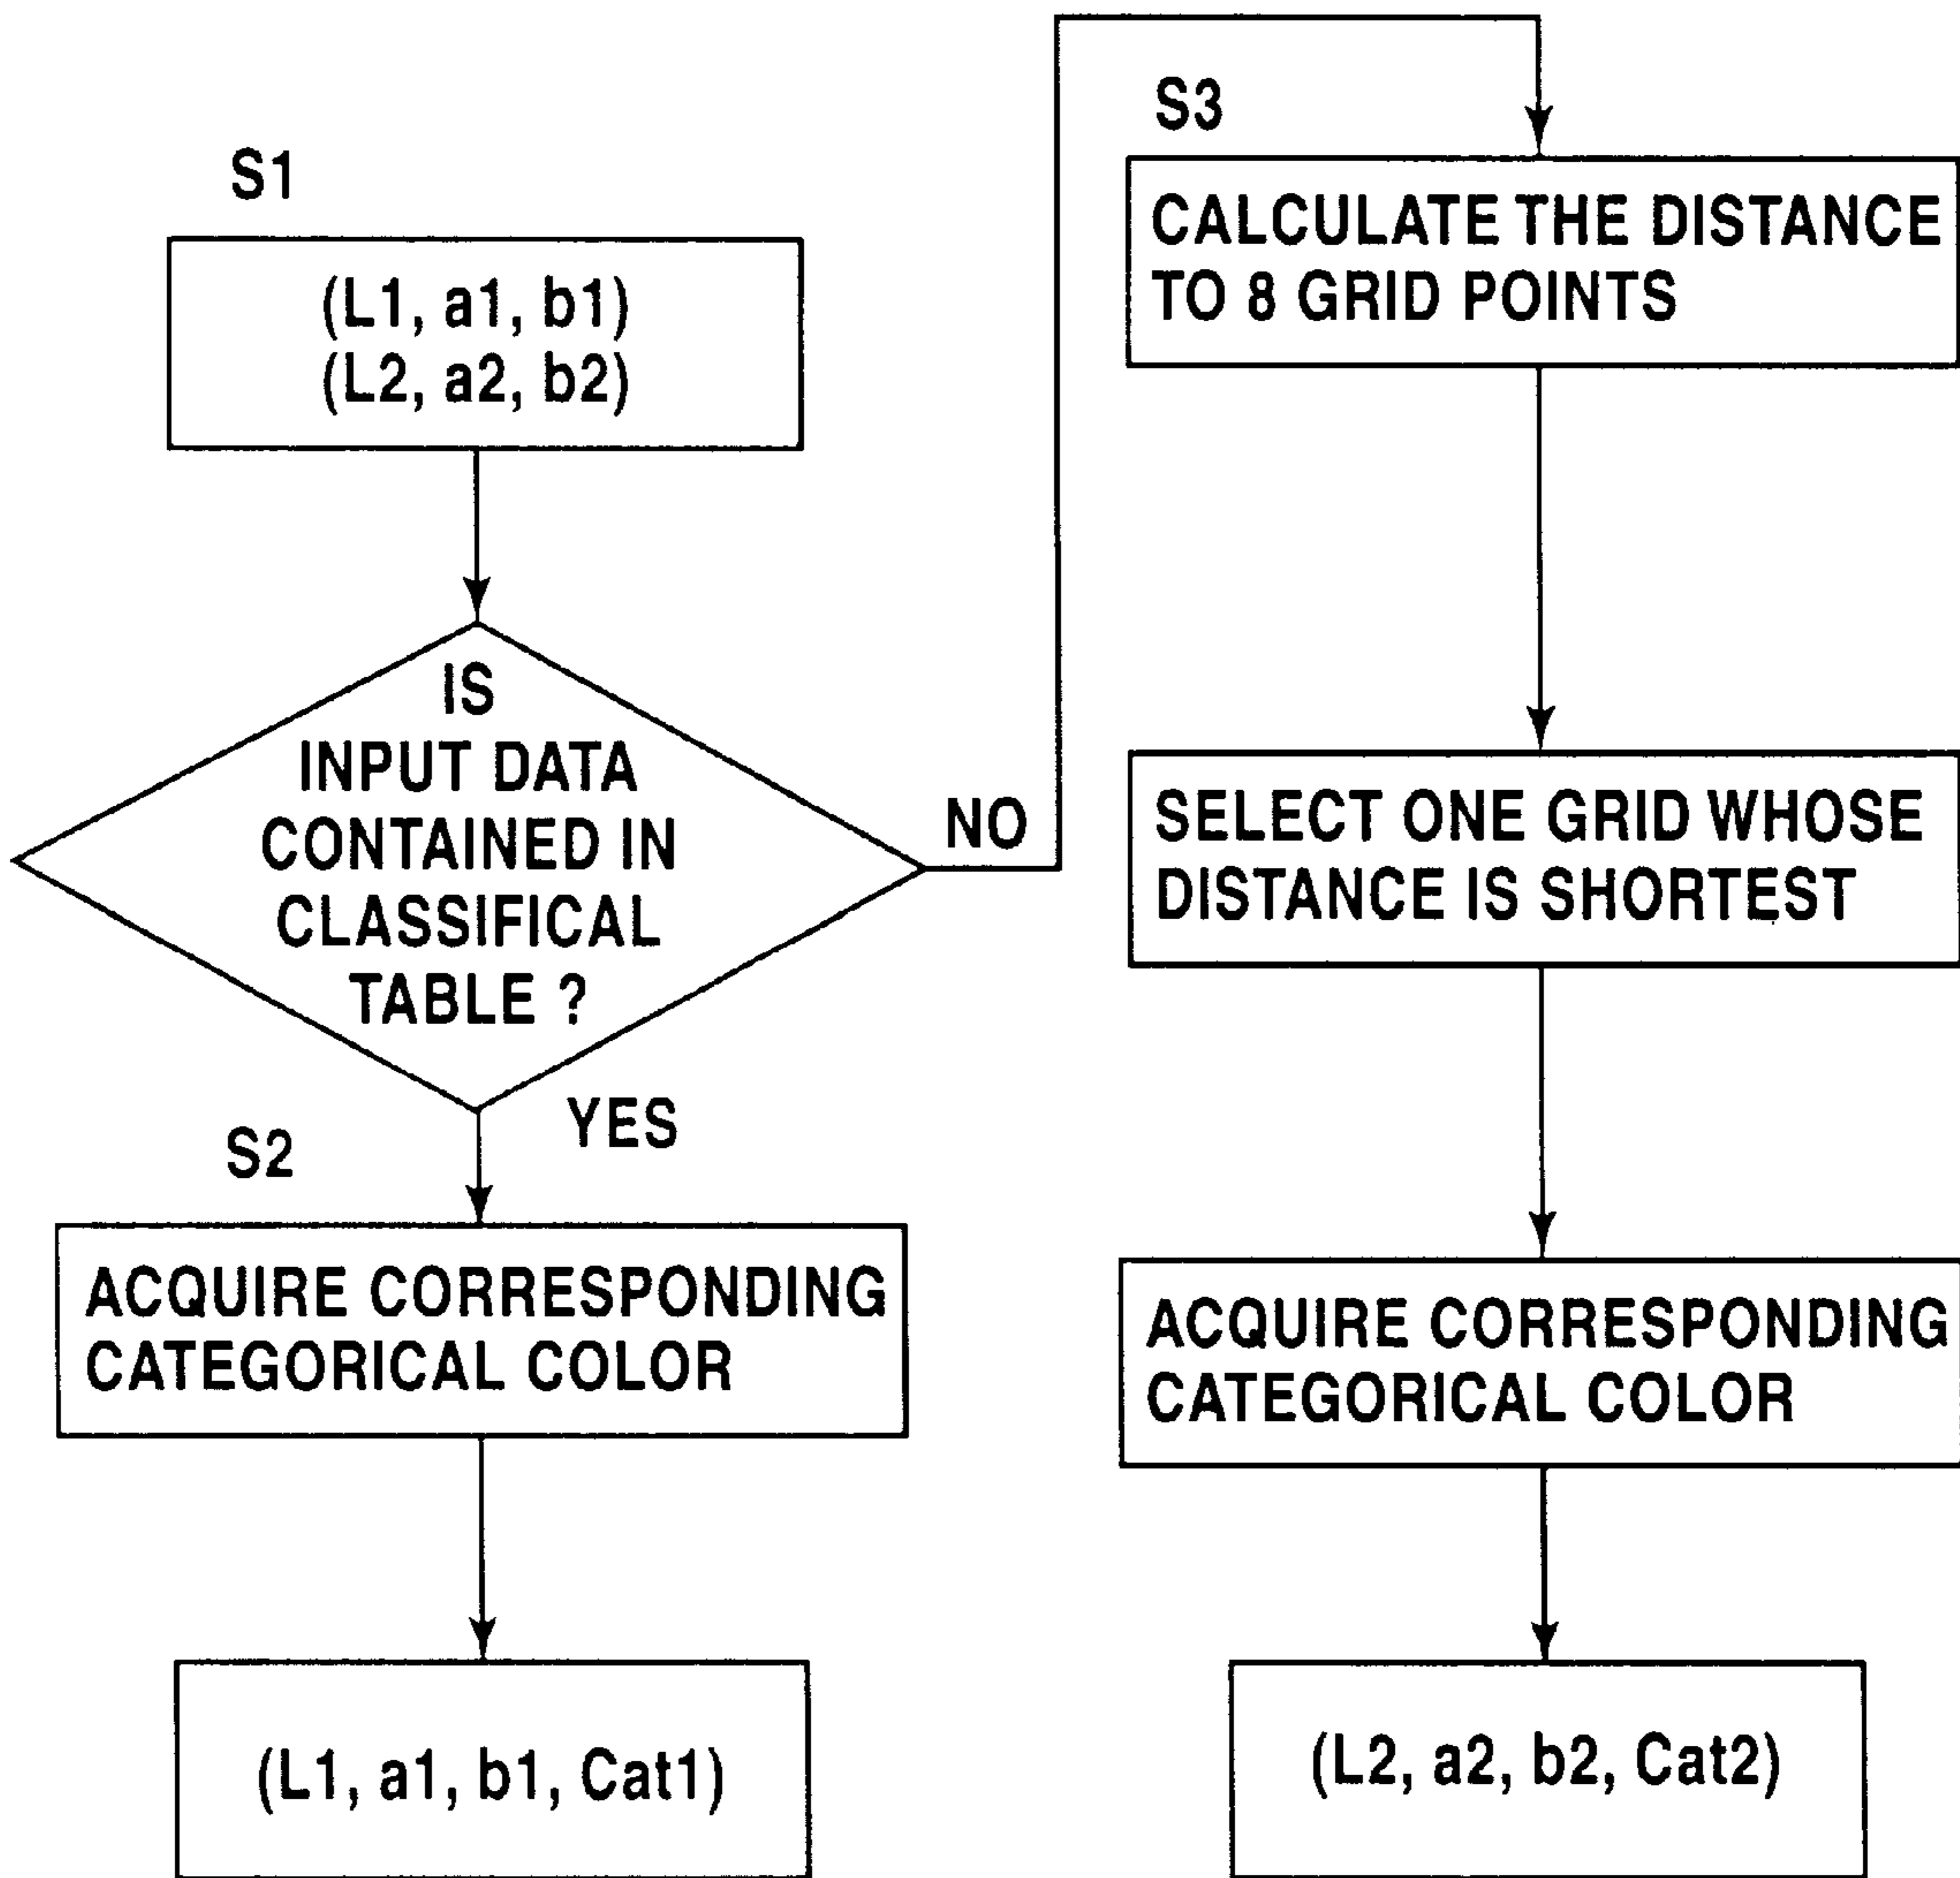 S1
(L1, a1, b1)
(L2, a2, b2)
IS
INPUT DATA
CONTAINED IN
CLASSIFICAL
TABLE ?
NO
YES
S2
ACQUIRE CORRESPONDING
CATEGORICAL COLOR
(L1, a1, b1, Cat1)
S3
CALCULATE THE DISTANCE
TO 8 GRID POINTS
SELECT ONE GRID WHOSE
DISTANCE IS SHORTEST
ACQUIRE CORRESPONDING
CATEGORICAL COLOR
(L2, a2, b2, Cat2)